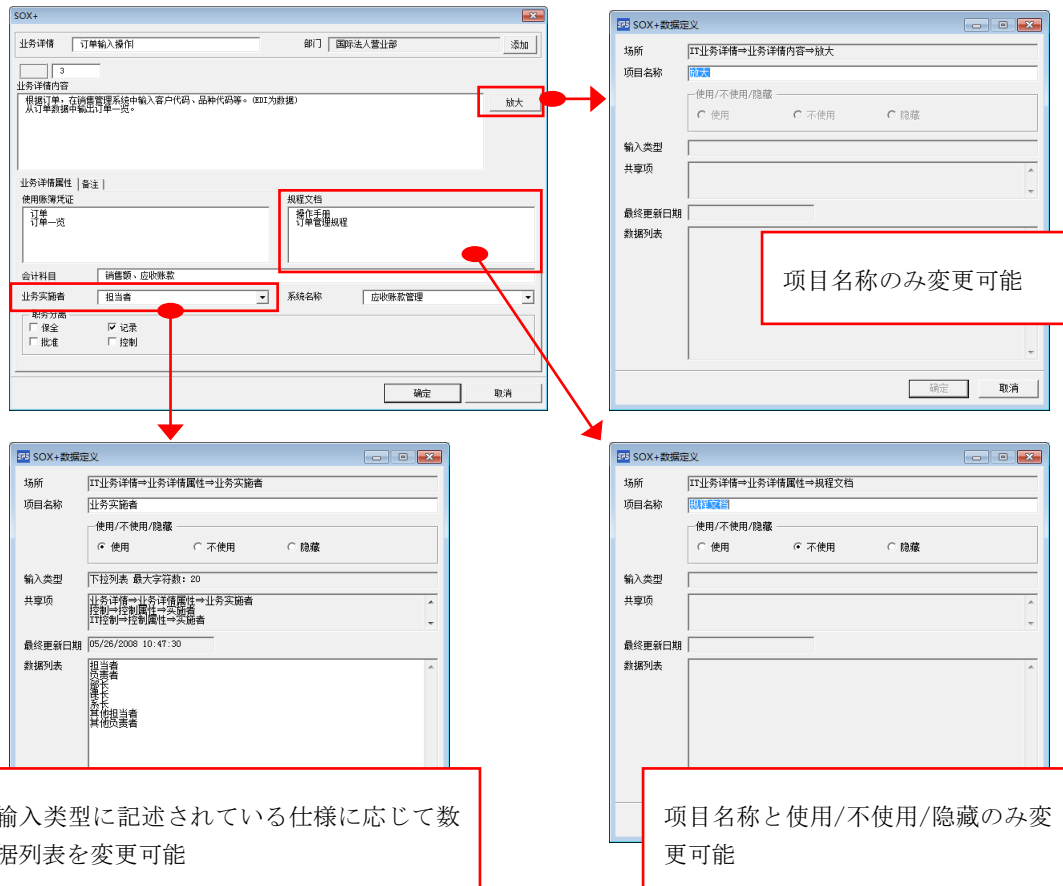 SOX+
业务详情 订单输入操作 部门 国际法人营业部 添加
3
业务详情内容
根据订单，在销售管理系统中输入客户代码、品种代码等。(EDI为数据)
从订单数据中输出订单一览。
放大
业务详情属性 备注
使用账簿凭证 规程文档
订单
订单一览
操作手册
订单管理规程
会计科目 销售额、应收账款
业务实施者 担当者 系统名称 应收账款管理
职务分离
保全 记录
批准 控制
确定 取消
SOX+数据定义
场所 IT业务详情⇒业务详情内容⇒放大
项目名称 放大
使用/不使用/隐藏
使用 不使用 隐藏
输入类型
共享项
最终更新日期
数据列表
项目名称のみ変更可能
确定 取消
SOX+数据定义
场所 IT业务详情⇒业务详情属性⇒业务实施者
项目名称 业务实施者
使用/不使用/隐藏
使用 不使用 隐藏
输入类型 下拉列表 最大字符数: 20
共享项 业务详情⇒业务详情属性⇒业务实施者
控制⇒控制属性⇒实施者
IT控制⇒控制属性⇒实施者
最终更新日期 05/26/2008 10:47:30
数据列表 担当者
负责者
部长
课长
系长
其他担当者
其他负责者
输入类型に記述されている仕様に応じて数
据列表を変更可能
SOX+数据定义
场所 IT业务详情⇒业务详情属性⇒规程文档
项目名称 规程文档
使用/不使用/隐藏
使用 不使用 隐藏
输入类型
共享项
最终更新日期
数据列表
项目名称と使用/不使用/隐藏のみ変
更可能